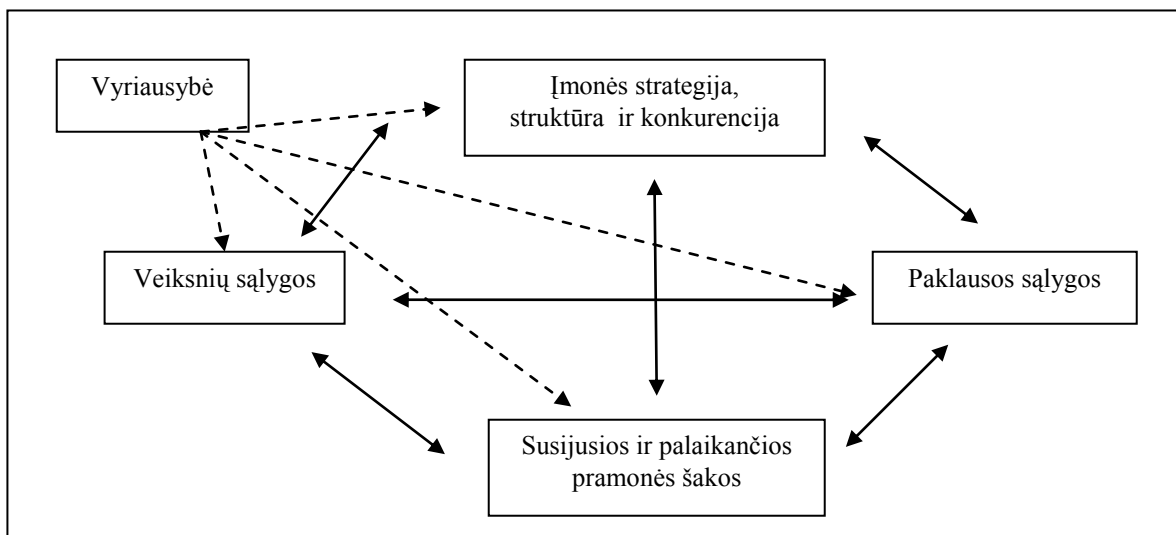 Vyriausybė
Įmonės strategija,
struktūra ir konkurencija
Veiksnių sąlygos
Paklausos sąlygos
Susijusios ir palaikančios
pramonės šakos